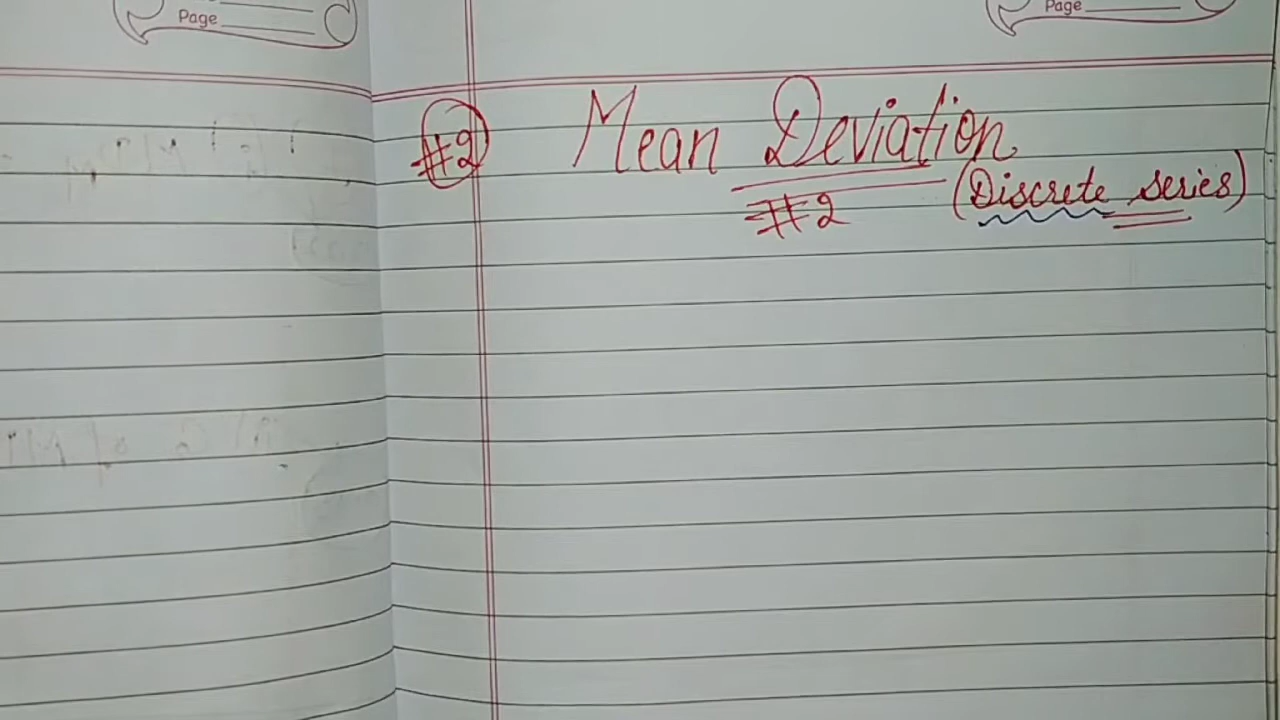 Page
Page
#2 Mean Deviation
#2 (Discrete series)